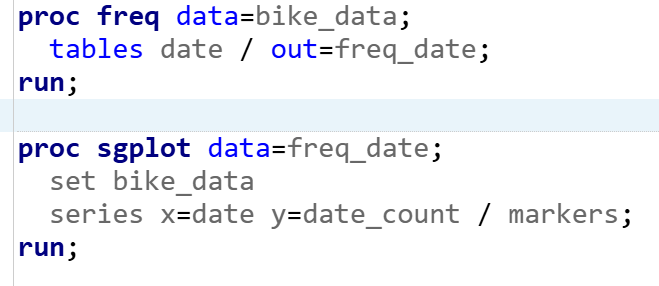 proc freq data=bike_data;
  tables date / out=freq_date;
run;
proc sgplot data=freq_date;
  set bike_data
  series x=date y=date_count / markers;
run;